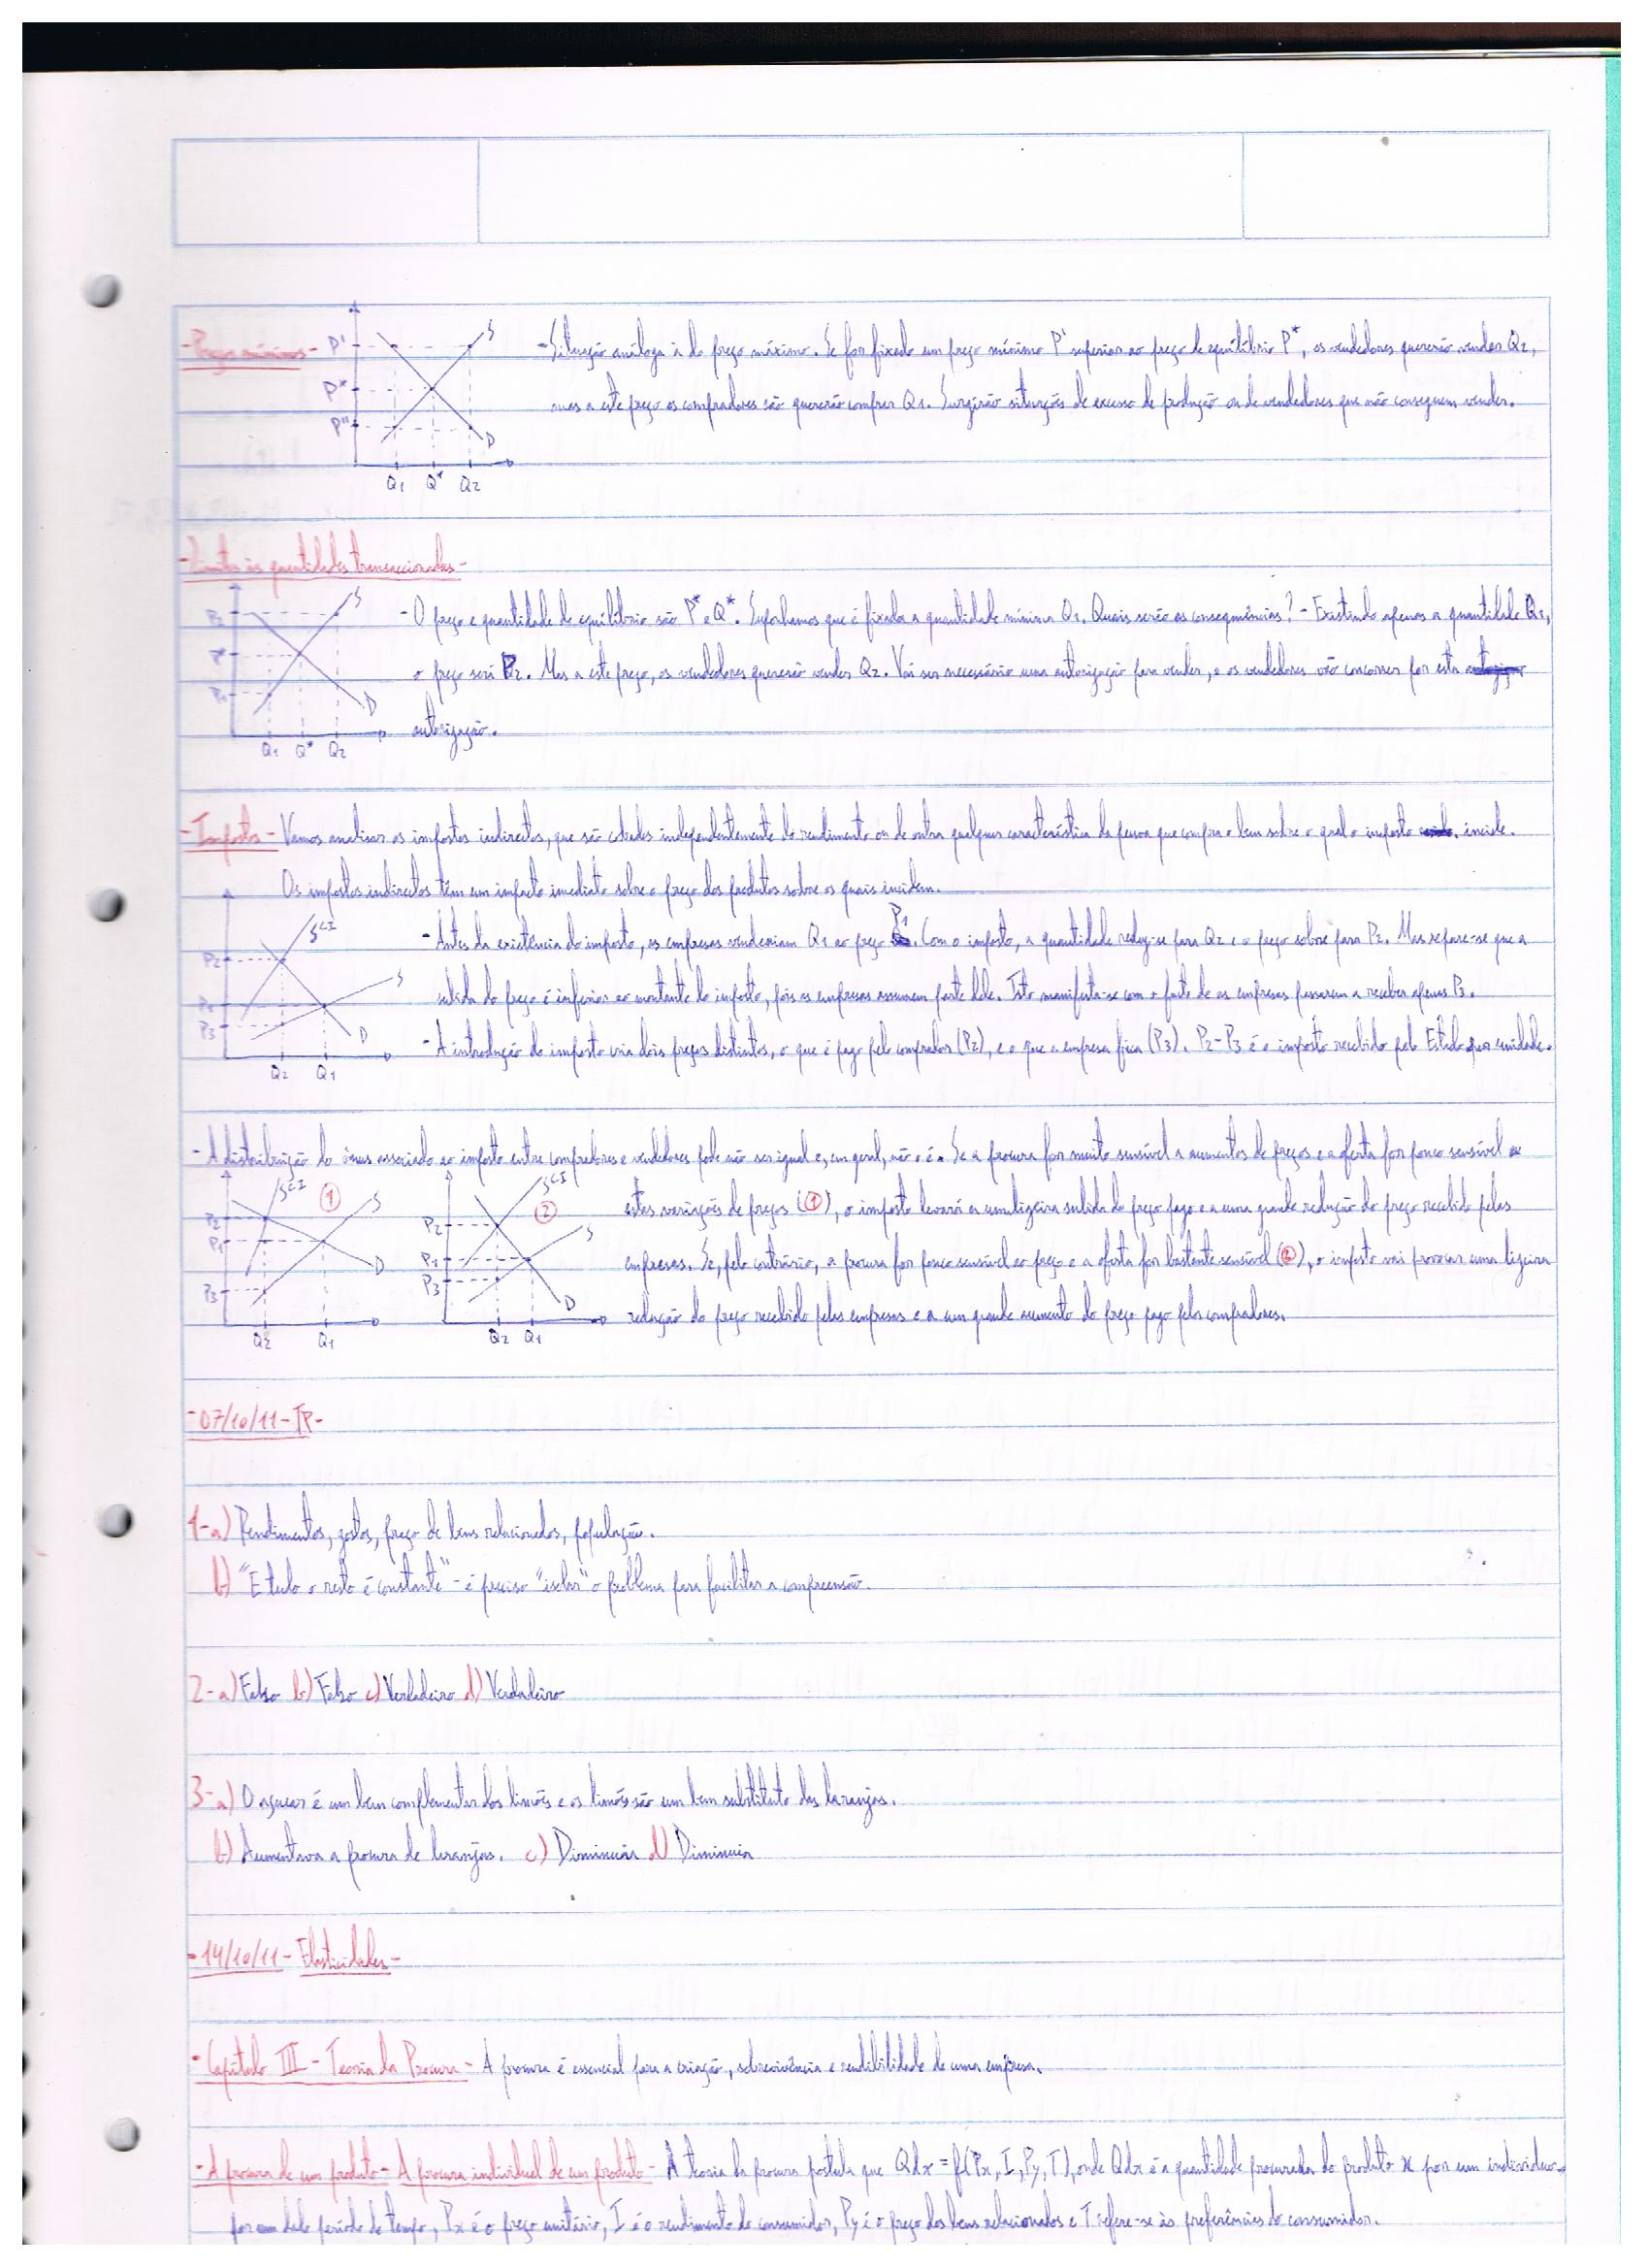 -Preços mínimos-
P'
P*
P''
S
D
Q1 Q* Q2
-Situação análoga à do preço máximo. Se for fixado um preço mínimo P' superior ao preço de equilíbrio P*, os vendedores quererão vender Q2,
mas a este preço os compradores só quererão comprar Q1. Surgirão situações de excesso de produção ou de vendedores que não conseguem vender.
-Limites às quantidades transaccionadas-
P2
P*
P1
S
D
Q1 Q* Q2
-O preço e quantidade de equilíbrio são P* e Q*. Suponhamos que é fixada a quantidade mínima Q1. Quais serão as consequências? - Existindo apenas a quantidade Q1,
o preço será P2. Mas a este preço, os vendedores quererão vender Q2. Vai ser necessário uma autorização para vender, e os vendedores vão concorrer por esta
autorização.
-Impostos- Vamos analisar os impostos indirectos, que são cobrados independentemente do rendimento ou de outra qualquer característica da pessoa que compra o bem sobre o qual o imposto incide.
Os impostos indirectos têm um impacto imediato sobre o preço dos produtos sobre os quais incidem.
P2
P1
P3
SCI
S
D
Q2 Q1
-Antes da existência do imposto, as empresas venderiam Q1 ao preço P1. Com o imposto, a quantidade reduz-se para Q2 e o preço sobre para P2. Mas repare-se que a
subida do preço é inferior ao montante do imposto, pois as empresas assumem parte dele. Isto manifesta-se com o facto de as empresas passarem a receber apenas P3.
-A introdução do imposto cria dois preços distintos, o que é pago pelo comprador (P2), e o que a empresa fica (P3). P2-P3 é o imposto recebido pelo Estado por unidade.
-A distribuição do ónus associado ao imposto entre compradores e vendedores pode não ser igual e, em geral, não o é. Se a procura for muito sensível a aumentos de preços e a oferta for pouco sensível a
SCI 1 S
P2
P1
P3
D
Q2 Q1
SCI
2
P2
P1
P3
S
D
Q2 Q1
estas variações de preços (1), o imposto levará a uma ligeira subida do preço pago e a uma grande redução do preço recebido pelas
empresas. Se, pelo contrário, a procura for pouco sensível ao preço e a oferta for bastante sensível (2), o imposto vai provocar uma ligeira
redução do preço recebido pelas empresas e a um grande aumento do preço pago pelos compradores.
-07/10/11-TP-
1-a) Rendimentos, gostos, preço de bens relacionados, população.
b) "E tudo o resto é constante" - é preciso "isolar" o problema para facilitar a compreensão.
2-a) Falso b) Falso c) Verdadeiro d) Verdadeiro
3-a) O açucar é um bem complementar dos limões e os limões são um bem substituto das laranjas.
b) Aumentava a procura de laranjas. c) Diminuia d) Diminuia
-14/10/11- Elasticidades-
-Capítulo III - Teoria da Procura - A procura é essencial para a criação, sobrevivência e rendibilidade de uma empresa.
-A procura de um produto- A procura individual de um produto - A teoria da procura postula que Qdx = f(Px, I, Py, T), onde Qdx é a quantidade procurada do produto x por um indivíduo
por um dado período de tempo, Px é o preço unitário, I é o rendimento do consumidor, Py é o preço dos bens relacionados e T refere-se às preferências do consumidor.